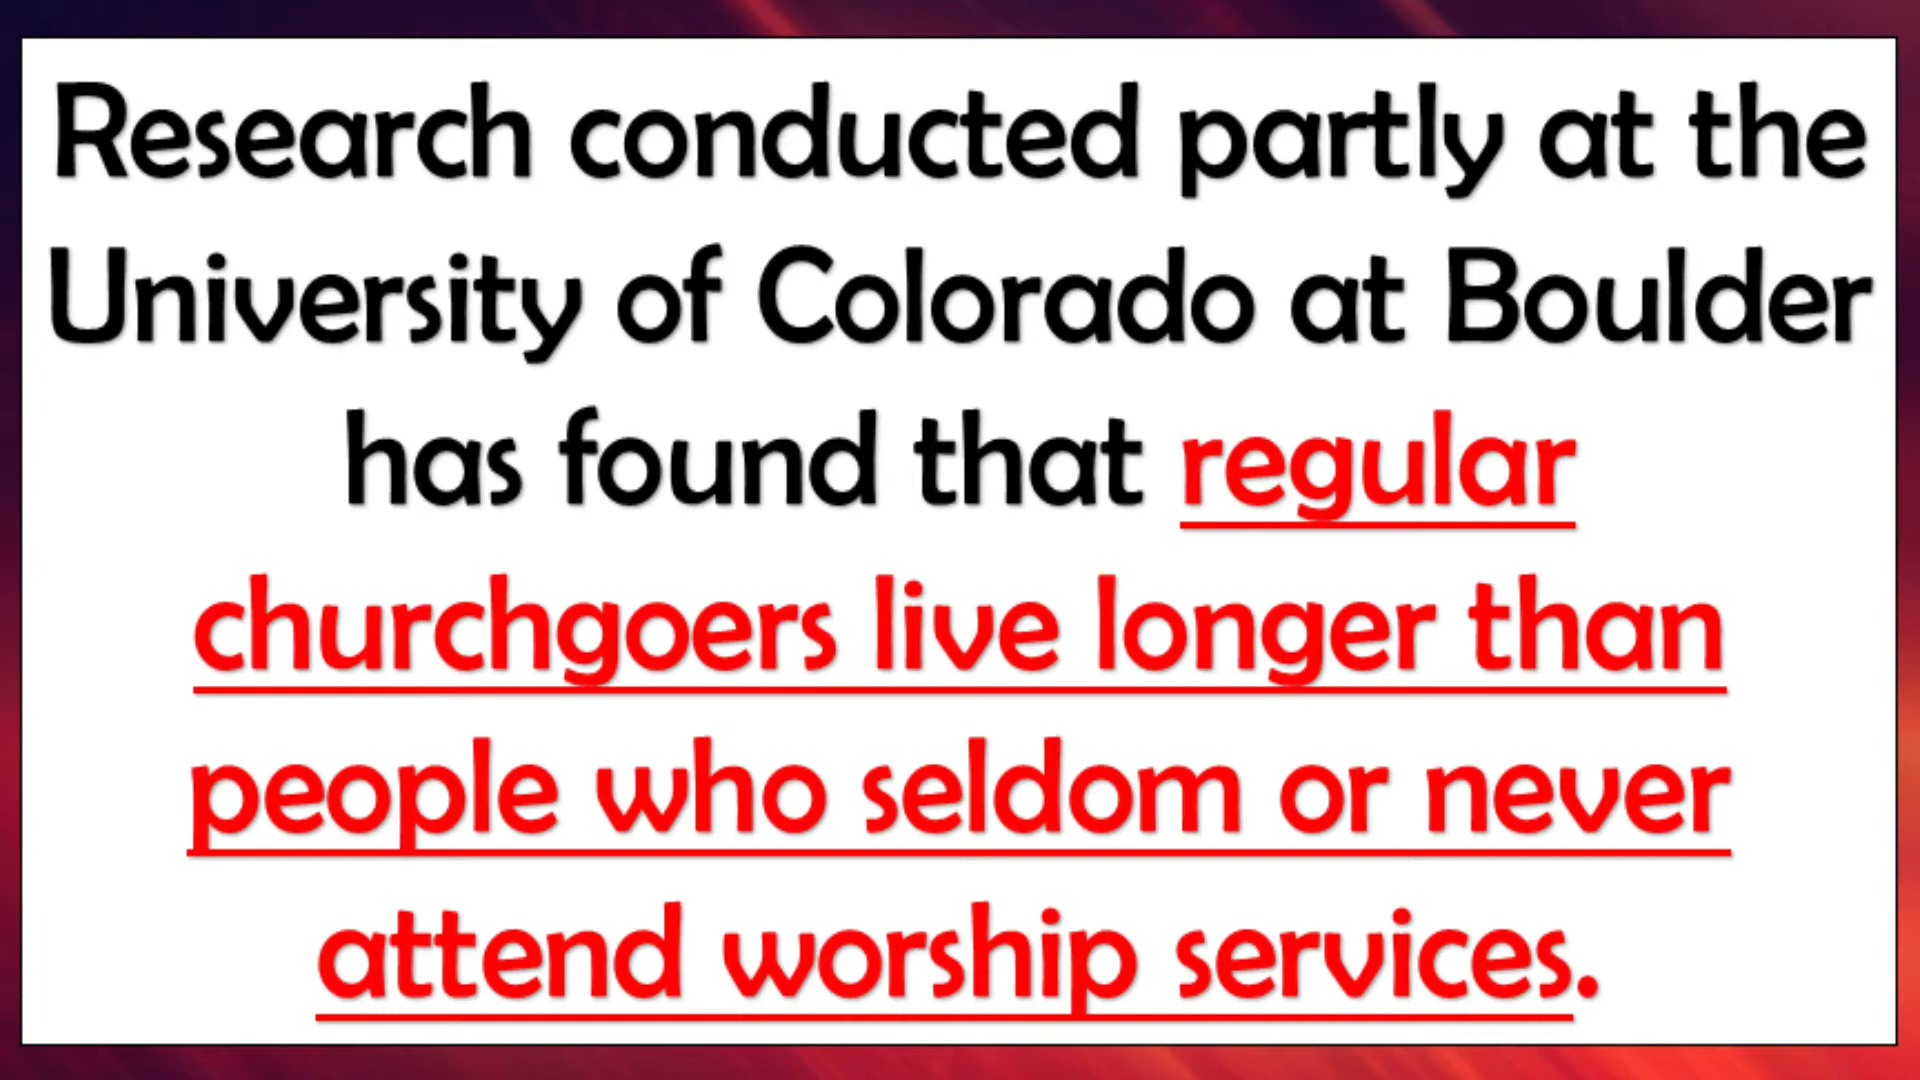 Research conducted partly at the
University of Colorado at Boulder
has found that regular
churchgoers live longer than
people who seldom or never
attend worship services.